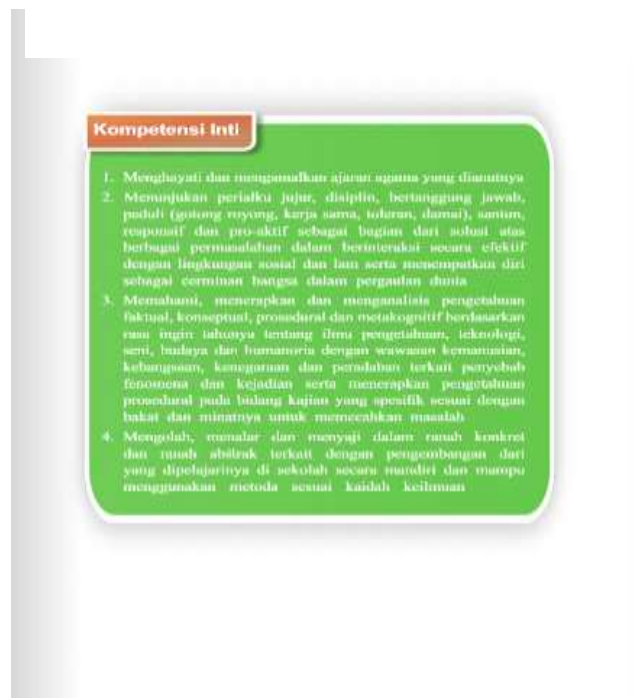 Kompetensi Inti
1. Menghayati dan mengamalkan ajaran agama yang dianutnya
2. Menunjukan perialku jujur, disiplin, bertanggung jawab,
peduli (gotong royong, kerja sama, toleran, damai), santun,
responsif dan pro-aktif sebagai bagian dari solusi atas
berbagai permasalahan dalam berinteraksi secara efektif
dengan lingkungan sosial dan lam serta menempatkan diri
sebagai cerminan bangsa dalam pergaulan dunia
3. Memahami, menerapkan dan menganalisis pengetahuan
faktual, konseptual, prosedural dan metakognitif berdasarkan
rasa ingin tahunya tentang ilmu pengetahuan, teknologi,
seni, budaya dan humanoria dengan wawasan kemanusian,
kebangsaan, kenegaraan dan peradaban terkait penyebab
fenomena dan kejadian serta menerapkan pengetahuan
prosedural pada bidang kajian yang spesifik sesuai dengan
bakat dan minatnya untuk memecahkan masalah
4. Mengolah, menalar dan menyaji dalam ranah konkret
dan ranah abstrak terkait dengan pengembangan dari
yang dipelajarinya di sekolah secara mandiri dan mampu
menggunakan metoda sesuai kaidah keilmuan